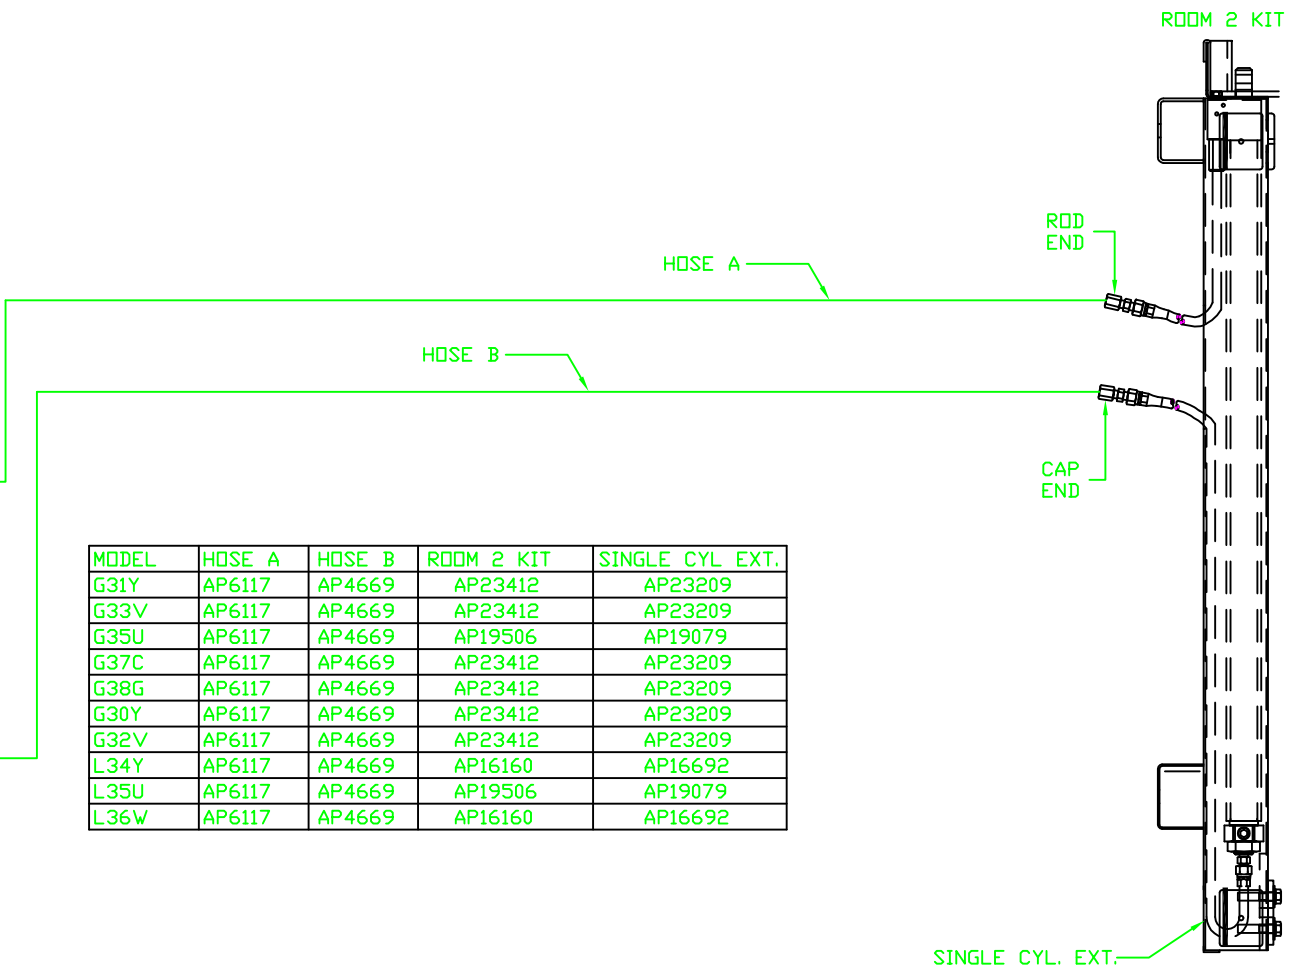 ROOM 2 KIT
ROD
END
HOSE A
HOSE B
CAP
END
MODEL HOSE A HOSE B ROOM 2 KIT SINGLE CYL EXT.
G31Y AP6117 AP4669 AP23412 AP23209
G33V AP6117 AP4669 AP23412 AP23209
G35U AP6117 AP4669 AP19506 AP19079
G37C AP6117 AP4669 AP23412 AP23209
G38G AP6117 AP4669 AP23412 AP23209
G30Y AP6117 AP4669 AP23412 AP23209
G32V AP6117 AP4669 AP23412 AP23209
L34Y AP6117 AP4669 AP16160 AP16692
L35U AP6117 AP4669 AP19506 AP19079
L36W AP6117 AP4669 AP16160 AP16692
SINGLE CYL. EXT.